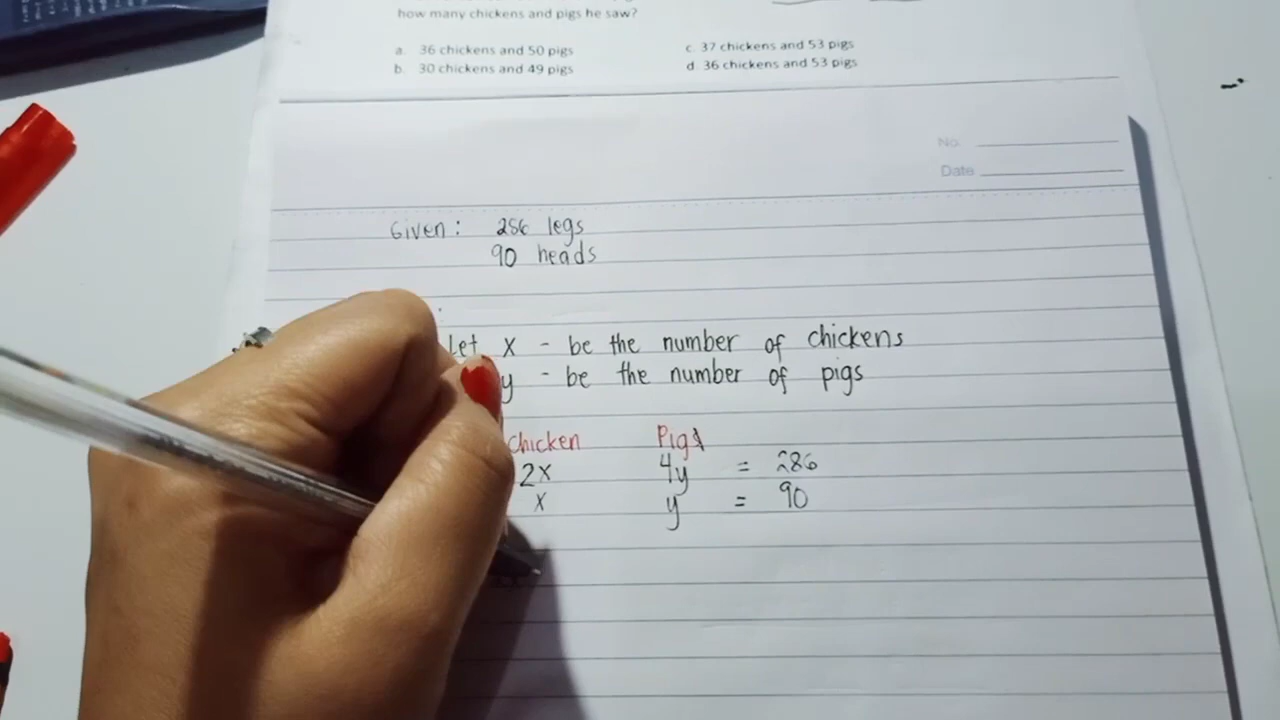 how many chickens and pigs he saw?
a. 36 chickens and 50 pigs
c. 37 chickens and 53 pigs
b. 30 chickens and 49 pigs
d. 36 chickens and 53 pigs
No.
Date
Given: 286 legs
90 heads
Let x - be the number of chickens
y - be the number of pigs
Chicken Pigs
2x 4y = 286
x y = 90